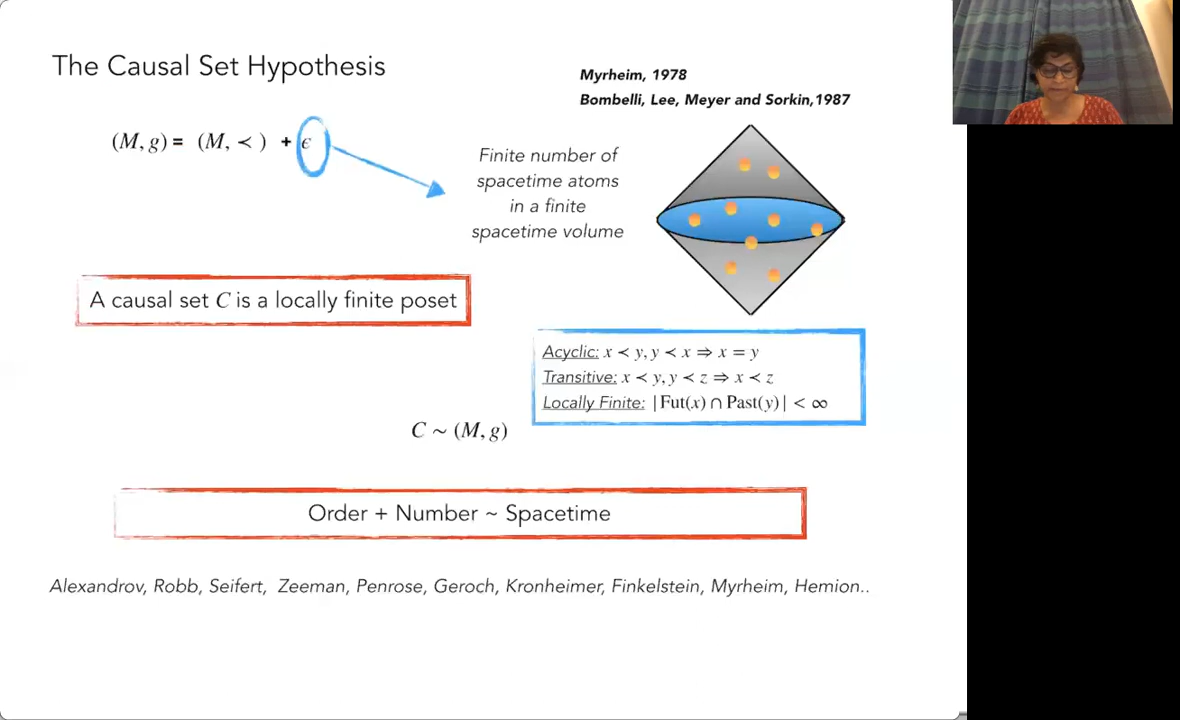 The Causal Set Hypothesis
Myrheim, 1978
Bombelli, Lee, Meyer and Sorkin,1987
(M, g) = (M, ≺ ) + ϵ
Finite number of
spacetime atoms
in a finite
spacetime volume
A causal set C is a locally finite poset
Acyclic: x ≺ y, y ≺ x ⇒ x = y
Transitive: x ≺ y, y ≺ z ⇒ x ≺ z
Locally Finite: |Fut(x) ∩ Past(y)| < ∞
C ∼ (M, g)
Order + Number ~ Spacetime
Alexandrov, Robb, Seifert, Zeeman, Penrose, Geroch, Kronheimer, Finkelstein, Myrheim, Hemion..